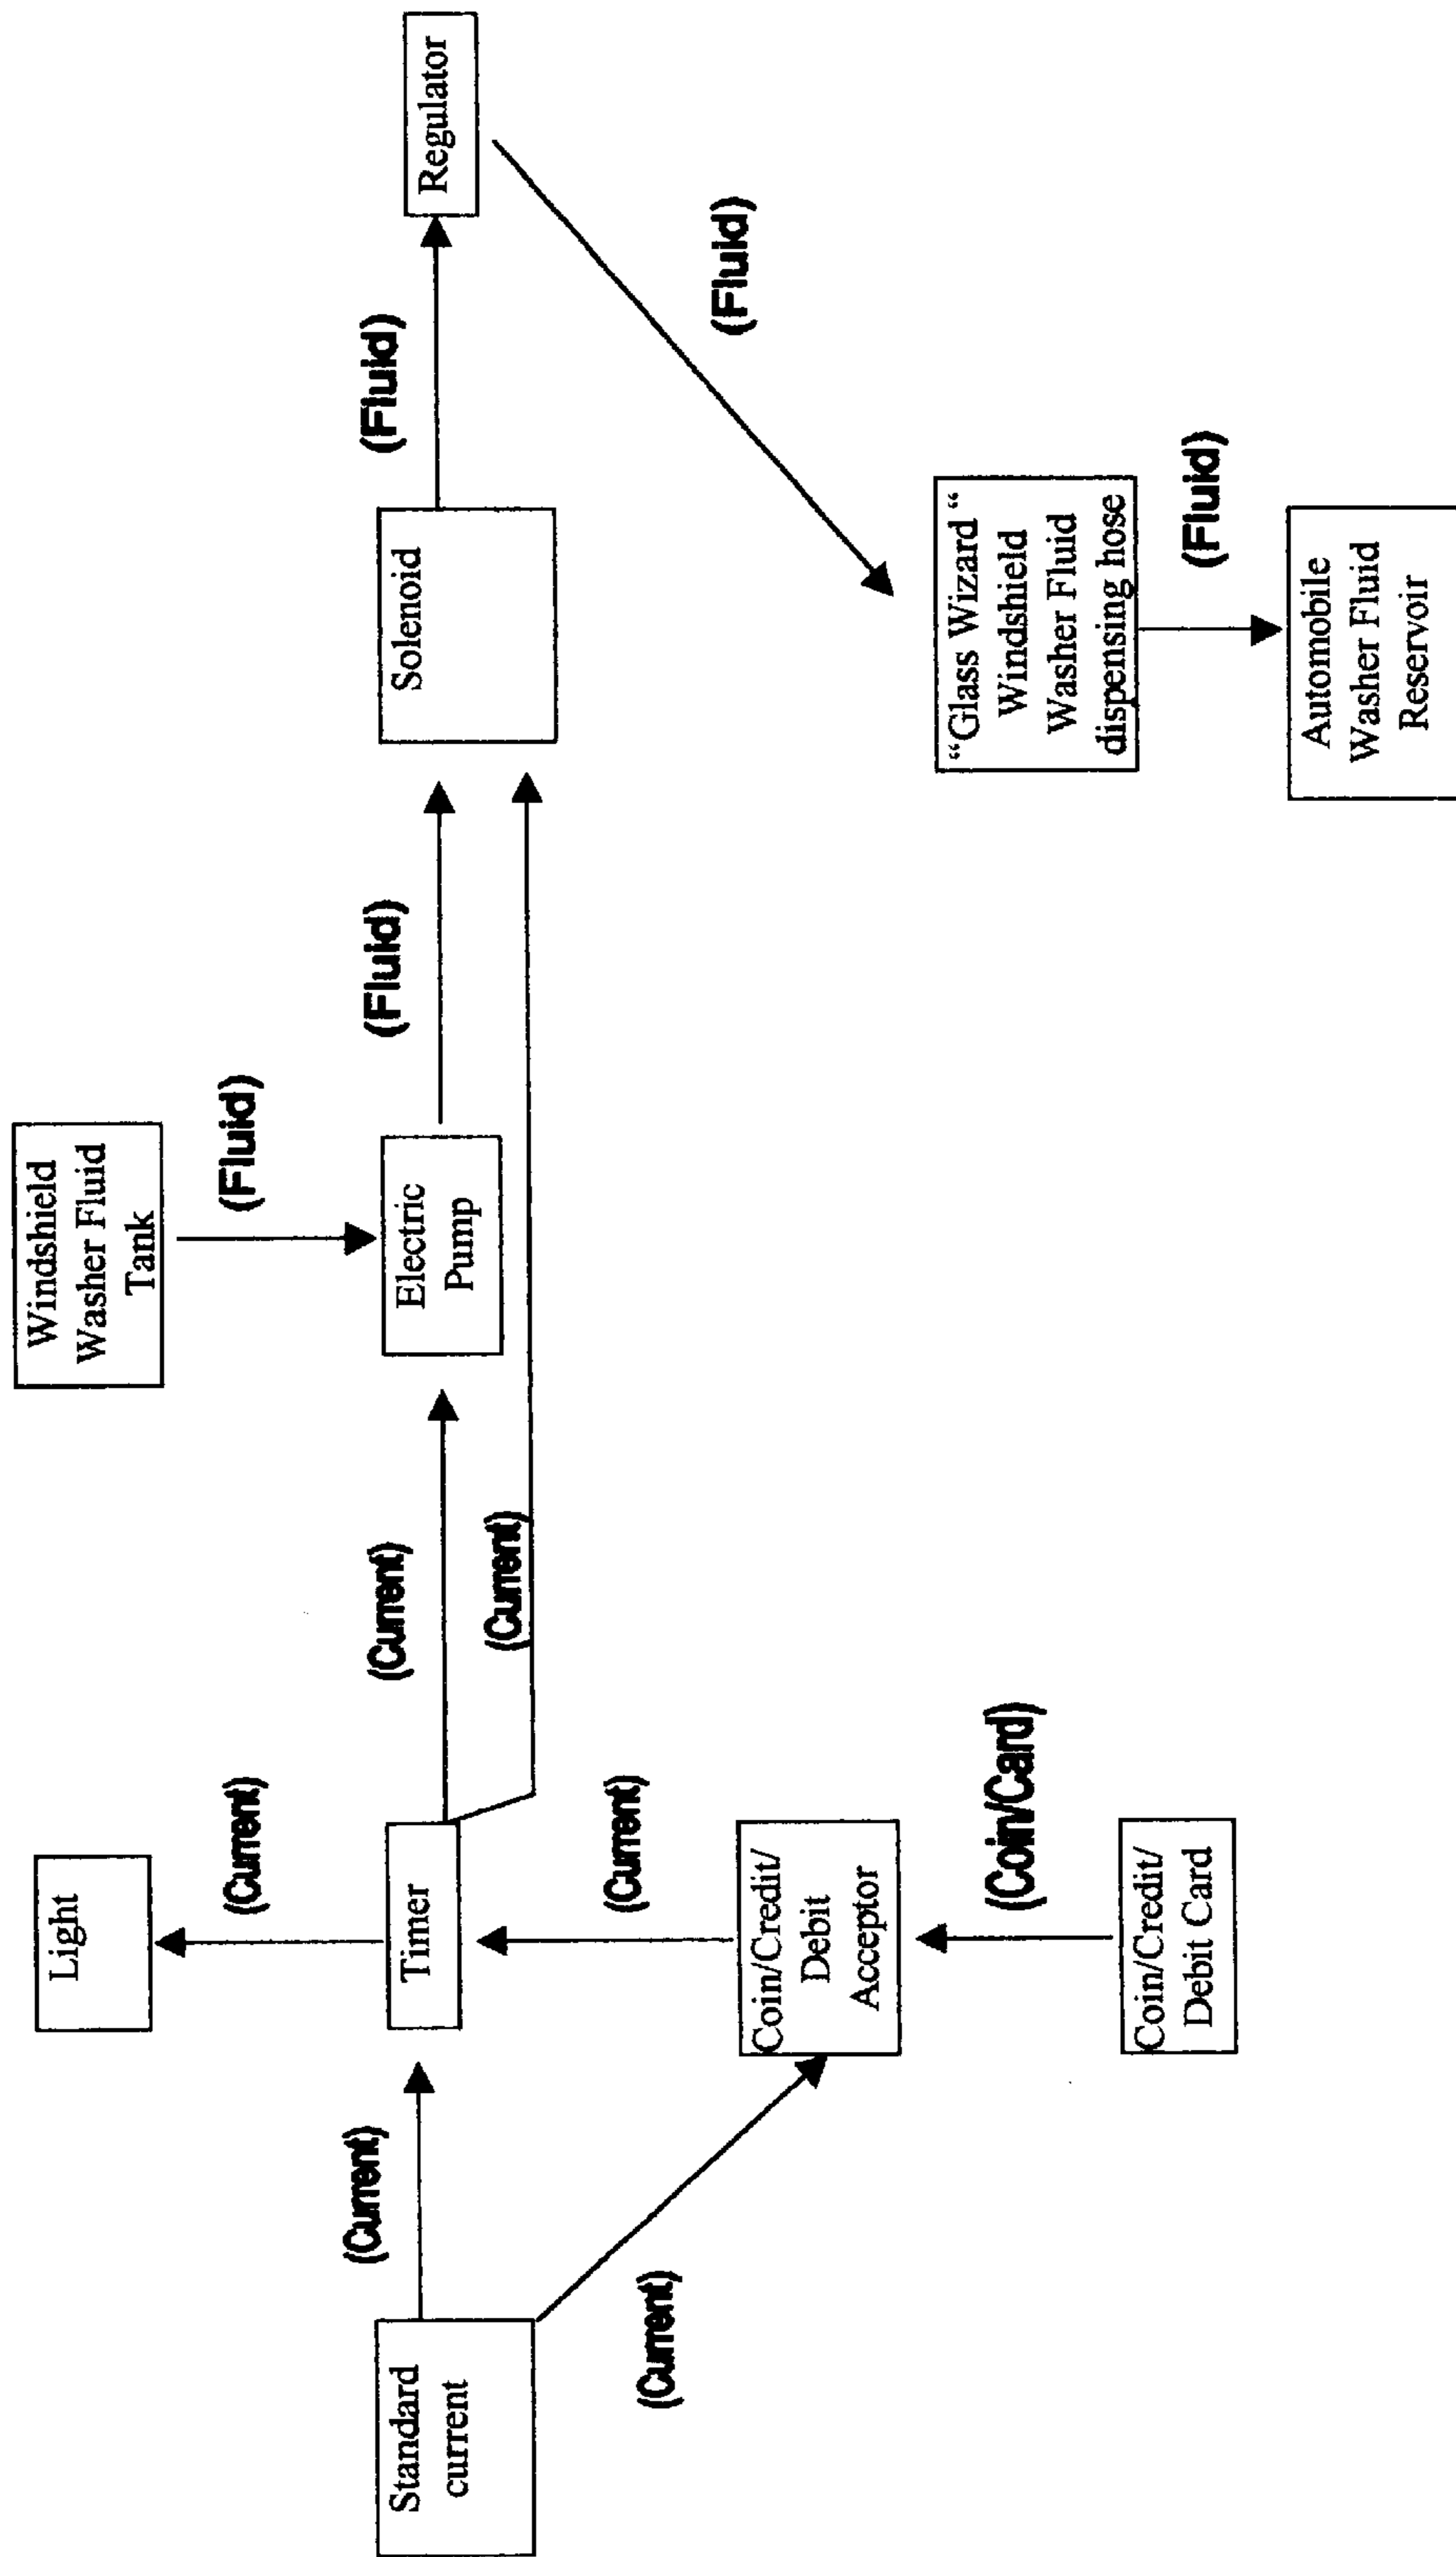 Light
(Current)
Standard
current
(Current)
Timer
(Current)
(Current)
(Current)
(Current)
Coin/Credit/
Debit
Acceptor
(Coin/Card)
Coin/Credit/
Debit Card
Windshield
Washer Fluid
Tank
(Fluid)
Electric
Pump
(Fluid)
Solenoid
(Fluid)
Regulator
(Fluid)
“Glass Wizard“
Windshield
Washer Fluid
dispensing hose
(Fluid)
Automobile
Washer Fluid
Reservoir